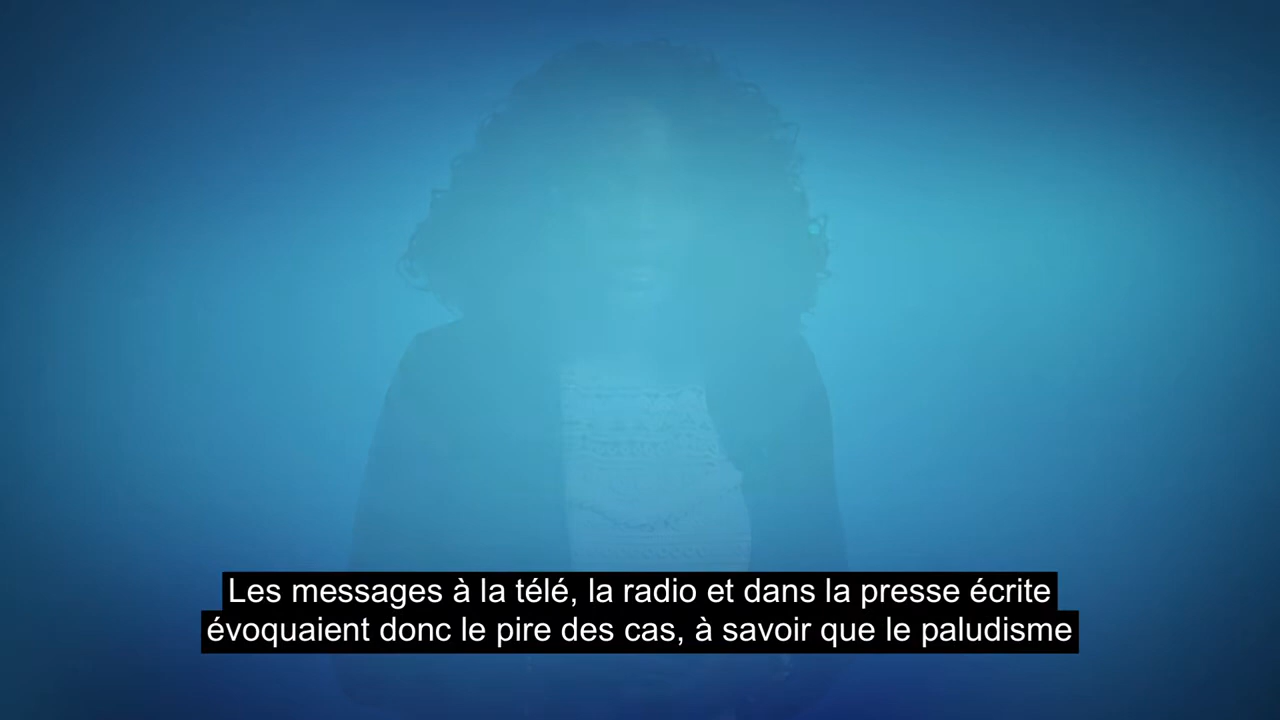 Les messages à la télé, la radio et dans la presse écrite
évoquaient donc le pire des cas, à savoir que le paludisme